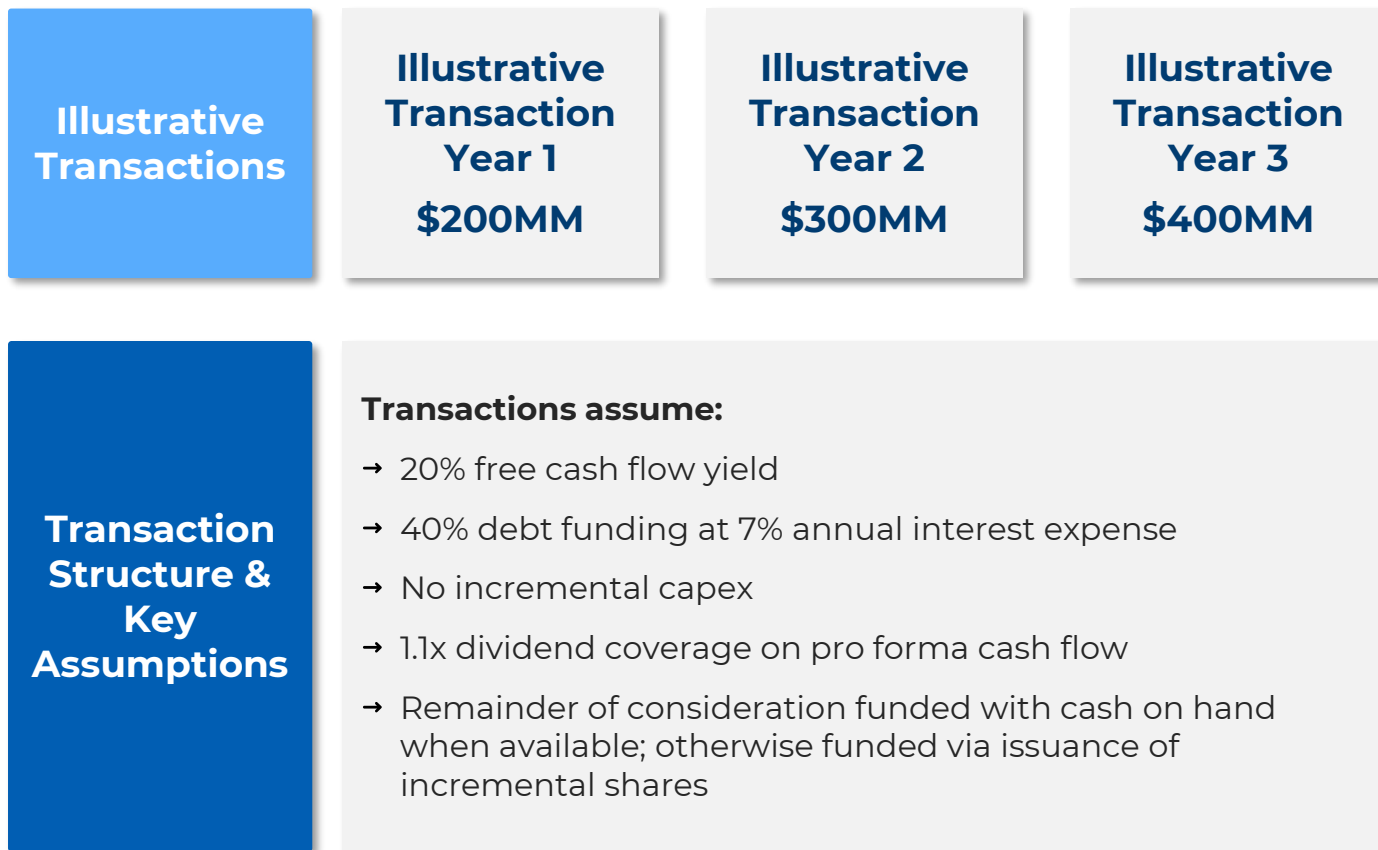 Illustrative
Transactions
Illustrative
Transaction
Year 1
$200MM
Illustrative
Transaction
Year 2
$300MM
Illustrative
Transaction
Year 3
$400MM
Transaction
Structure &
Key
Assumptions
Transactions assume:
→ 20% free cash flow yield
→ 40% debt funding at 7% annual interest expense
→ No incremental capex
→ 1.1x dividend coverage on pro forma cash flow
→ Remainder of consideration funded with cash on hand
when available; otherwise funded via issuance of
incremental shares